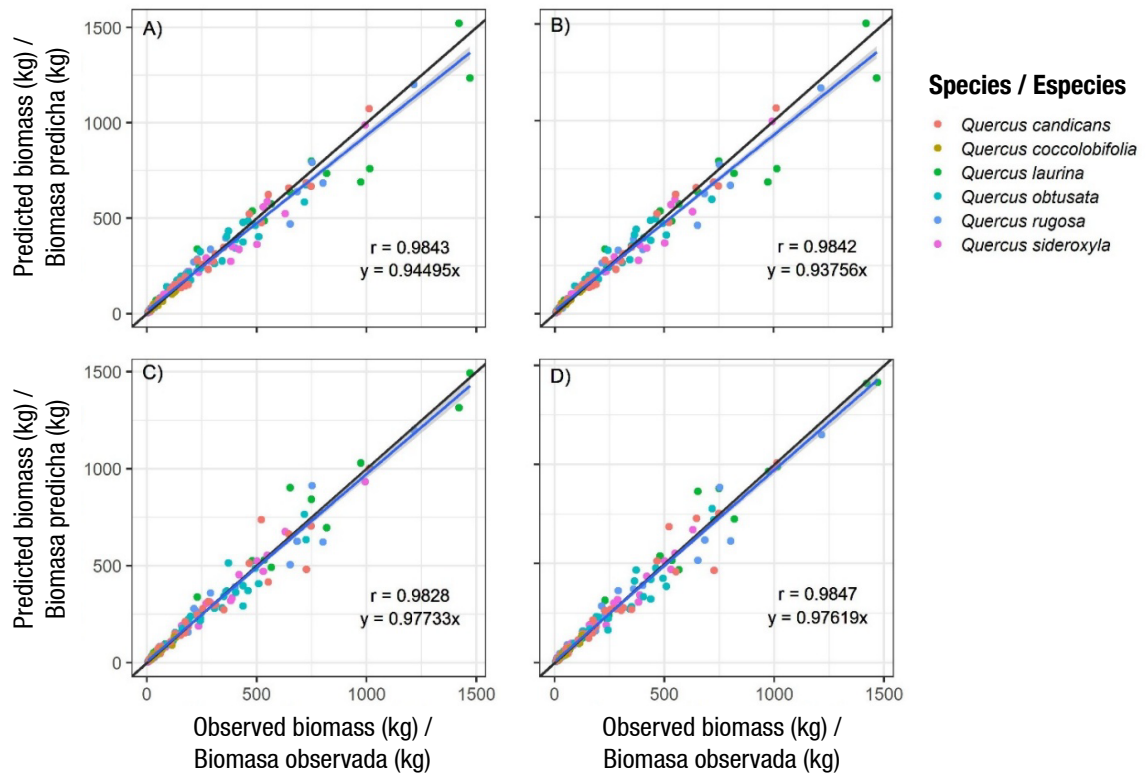 Predicted biomass (kg) /
Biomasa predicha (kg)
1500
1000
500
0
A)
r = 0.9843
y = 0.94495x
B)
r = 0.9842
y = 0.93756x
Species / Especies
Quercus candicans
Quercus coccolobifolia
Quercus laurina
Quercus obtusata
Quercus rugosa
Quercus sideroxyla
Predicted biomass (kg) /
Biomasa predicha (kg)
1500
1000
500
0
C)
r = 0.9828
y = 0.97733x
D)
r = 0.9847
y = 0.97619x
0 500 1000 1500
0 500 1000 1500
Observed biomass (kg) /
Biomasa observada (kg)
Observed biomass (kg) /
Biomasa observada (kg)